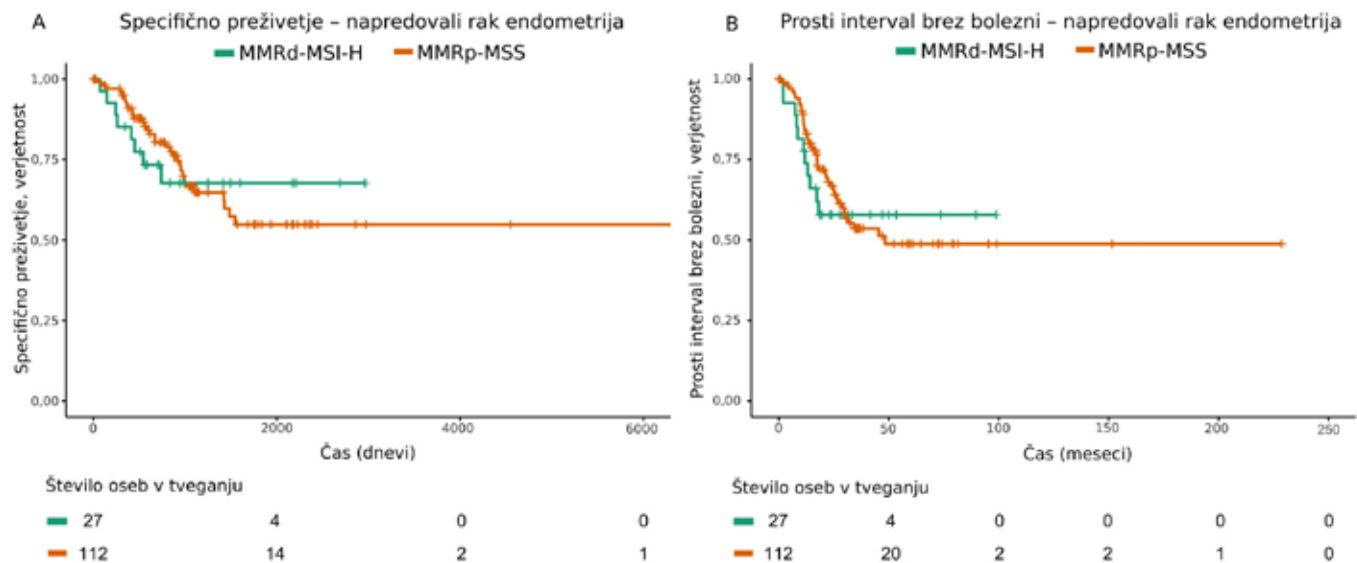 A
Specifično preživetje – napredovali rak endometrija
MMRd-MSI-H MMRp-MSS
Specifično preživetje, verjetnost
1,00
0,75
0,50
0,25
0,00
0 2000 4000 6000
Čas (dnevi)
Število oseb v tveganju
27 4 0 0
112 14 2 1
B
Prosti interval brez bolezni – napredovali rak endometrija
MMRd-MSI-H MMRp-MSS
Prosti interval brez bolezni, verjetnost
1,00
0,75
0,50
0,25
0,00
0 50 100 150 200 250
Čas (meseci)
Število oseb v tveganju
27 4 0 0 0 0
112 20 2 2 1 0